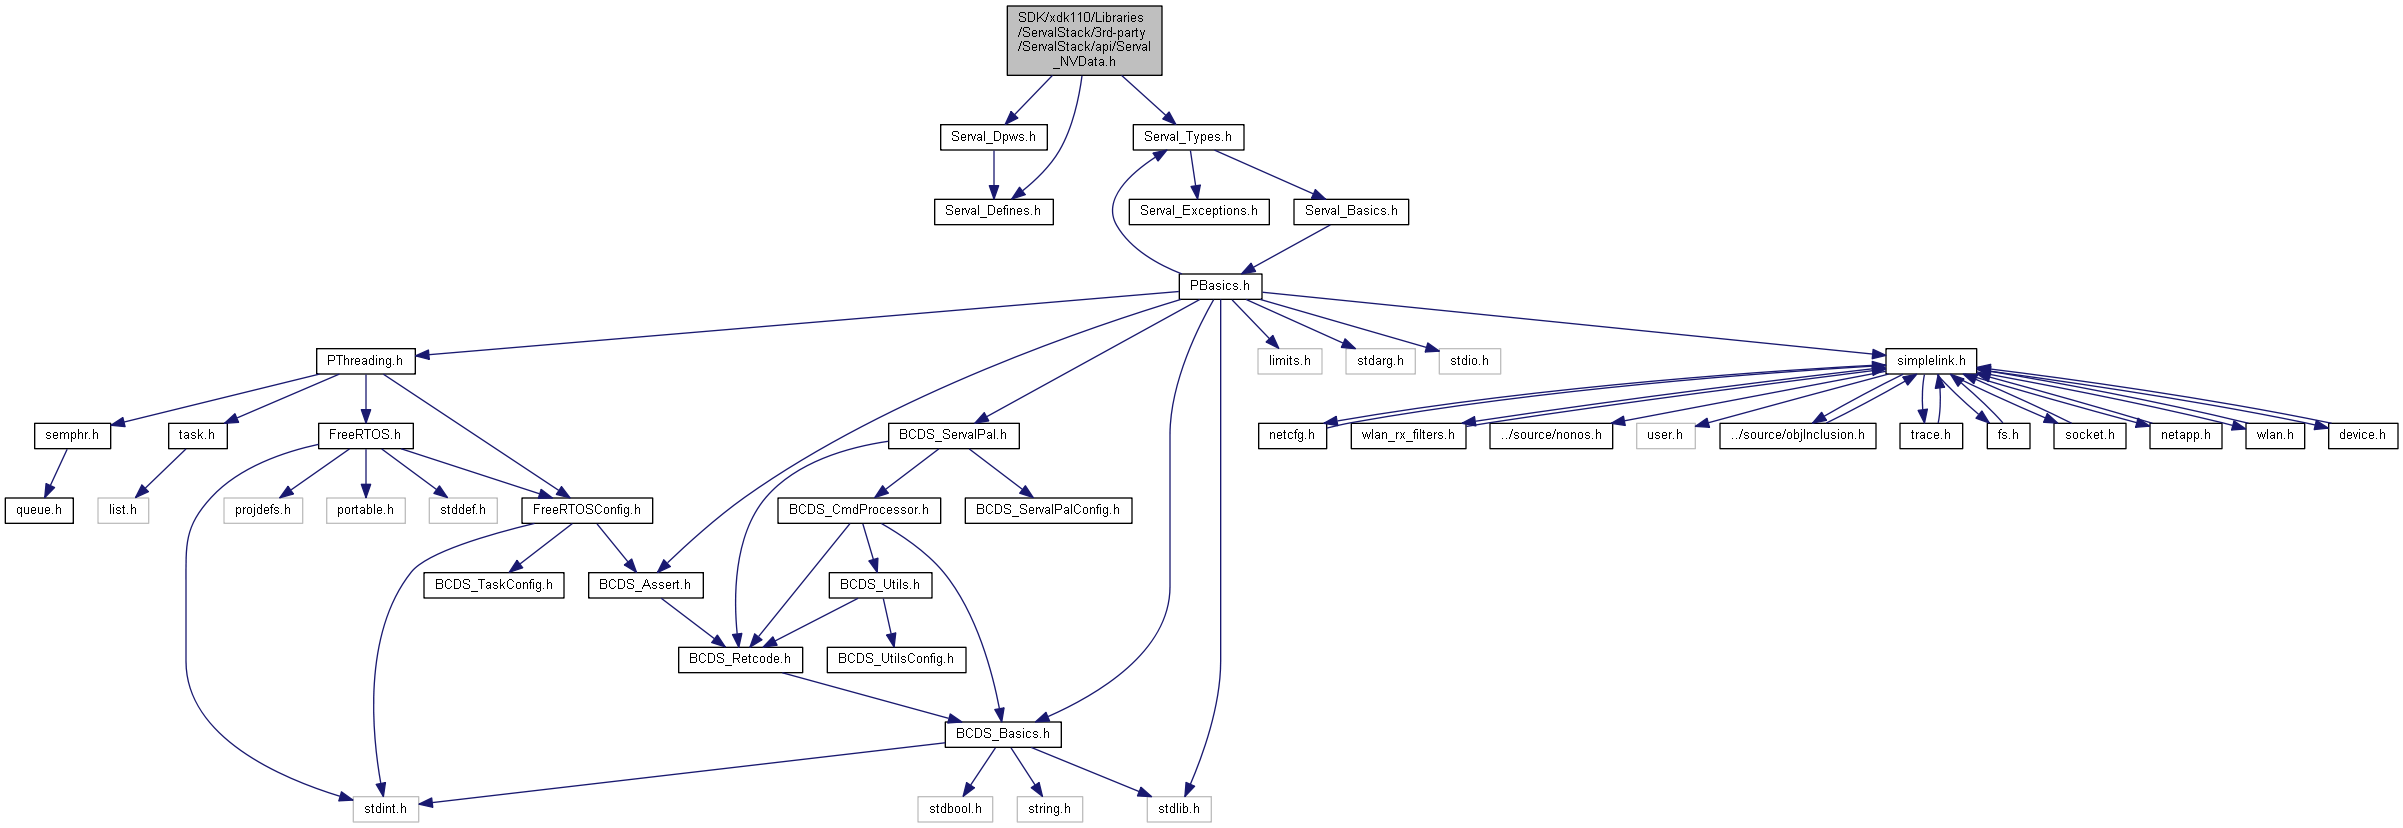 SDK/xdk110/Libraries
/ServalStack/3rd-party
/ServalStack/api/Serval
_NVData.h
Serval_Dpws.h
Serval_Types.h
Serval_Defines.h
Serval_Exceptions.h
Serval_Basics.h
PBasics.h
PThreading.h
limits.h
stdarg.h
stdio.h
simplelink.h
semphr.h
task.h
FreeRTOS.h
BCDS_ServalPal.h
netcfg.h
wlan_rx_filters.h
../source/nonos.h
user.h
../source/objInclusion.h
trace.h
fs.h
socket.h
netapp.h
wlan.h
device.h
queue.h
list.h
projdefs.h
portable.h
stddef.h
FreeRTOSConfig.h
BCDS_CmdProcessor.h
BCDS_ServalPalConfig.h
BCDS_TaskConfig.h
BCDS_Assert.h
BCDS_Utils.h
BCDS_Retcode.h
BCDS_UtilsConfig.h
BCDS_Basics.h
stdint.h
stdbool.h
string.h
stdlib.h